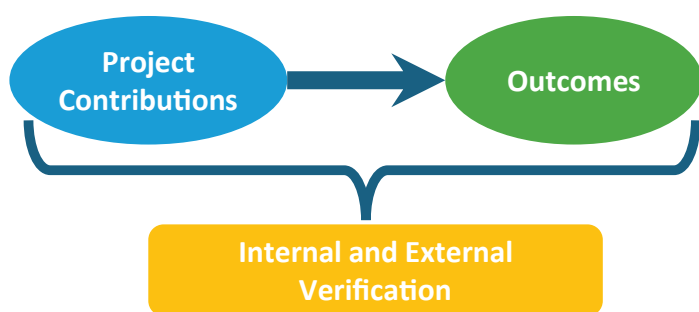 Project
Contributions
Outcomes
Internal and External
Verification